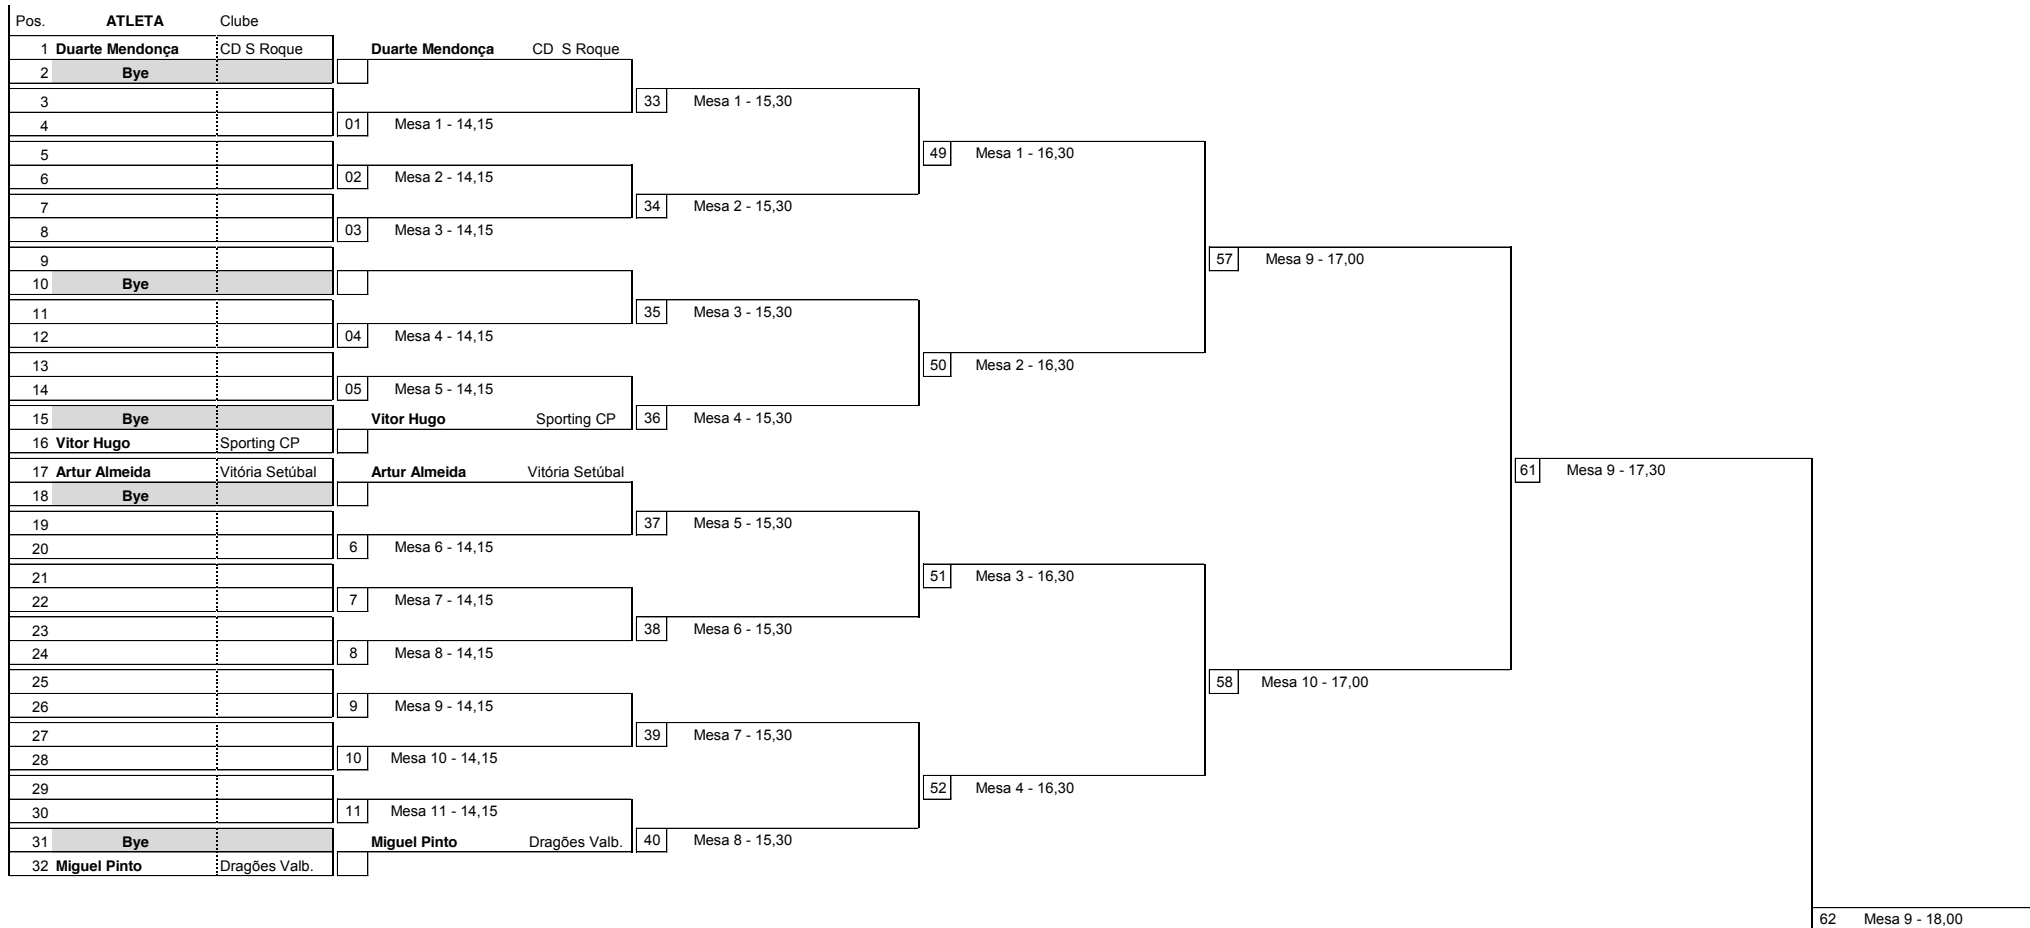 Pos. ATLETA Clube
1 Duarte Mendonça CD S Roque Duarte Mendonça CD S Roque
2 Bye
3 33 Mesa 1 - 15,30
4 01 Mesa 1 - 14,15
5 49 Mesa 1 - 16,30
6 02 Mesa 2 - 14,15
7 34 Mesa 2 - 15,30
8 03 Mesa 3 - 14,15
9 57 Mesa 9 - 17,00
10 Bye
11 35 Mesa 3 - 15,30
12 04 Mesa 4 - 14,15
13 50 Mesa 2 - 16,30
14 05 Mesa 5 - 14,15
15 Bye Vitor Hugo Sporting CP 36 Mesa 4 - 15,30
16 Vitor Hugo Sporting CP
17 Artur Almeida Vitória Setúbal Artur Almeida Vitória Setúbal 61 Mesa 9 - 17,30
18 Bye
19 37 Mesa 5 - 15,30
20 6 Mesa 6 - 14,15
21 51 Mesa 3 - 16,30
22 7 Mesa 7 - 14,15
23 38 Mesa 6 - 15,30
24 8 Mesa 8 - 14,15
25 58 Mesa 10 - 17,00
26 9 Mesa 9 - 14,15
27 39 Mesa 7 - 15,30
28 10 Mesa 10 - 14,15
29 52 Mesa 4 - 16,30
30 11 Mesa 11 - 14,15
31 Bye Miguel Pinto Dragões Valb. 40 Mesa 8 - 15,30
32 Miguel Pinto Dragões Valb.
62 Mesa 9 - 18,00